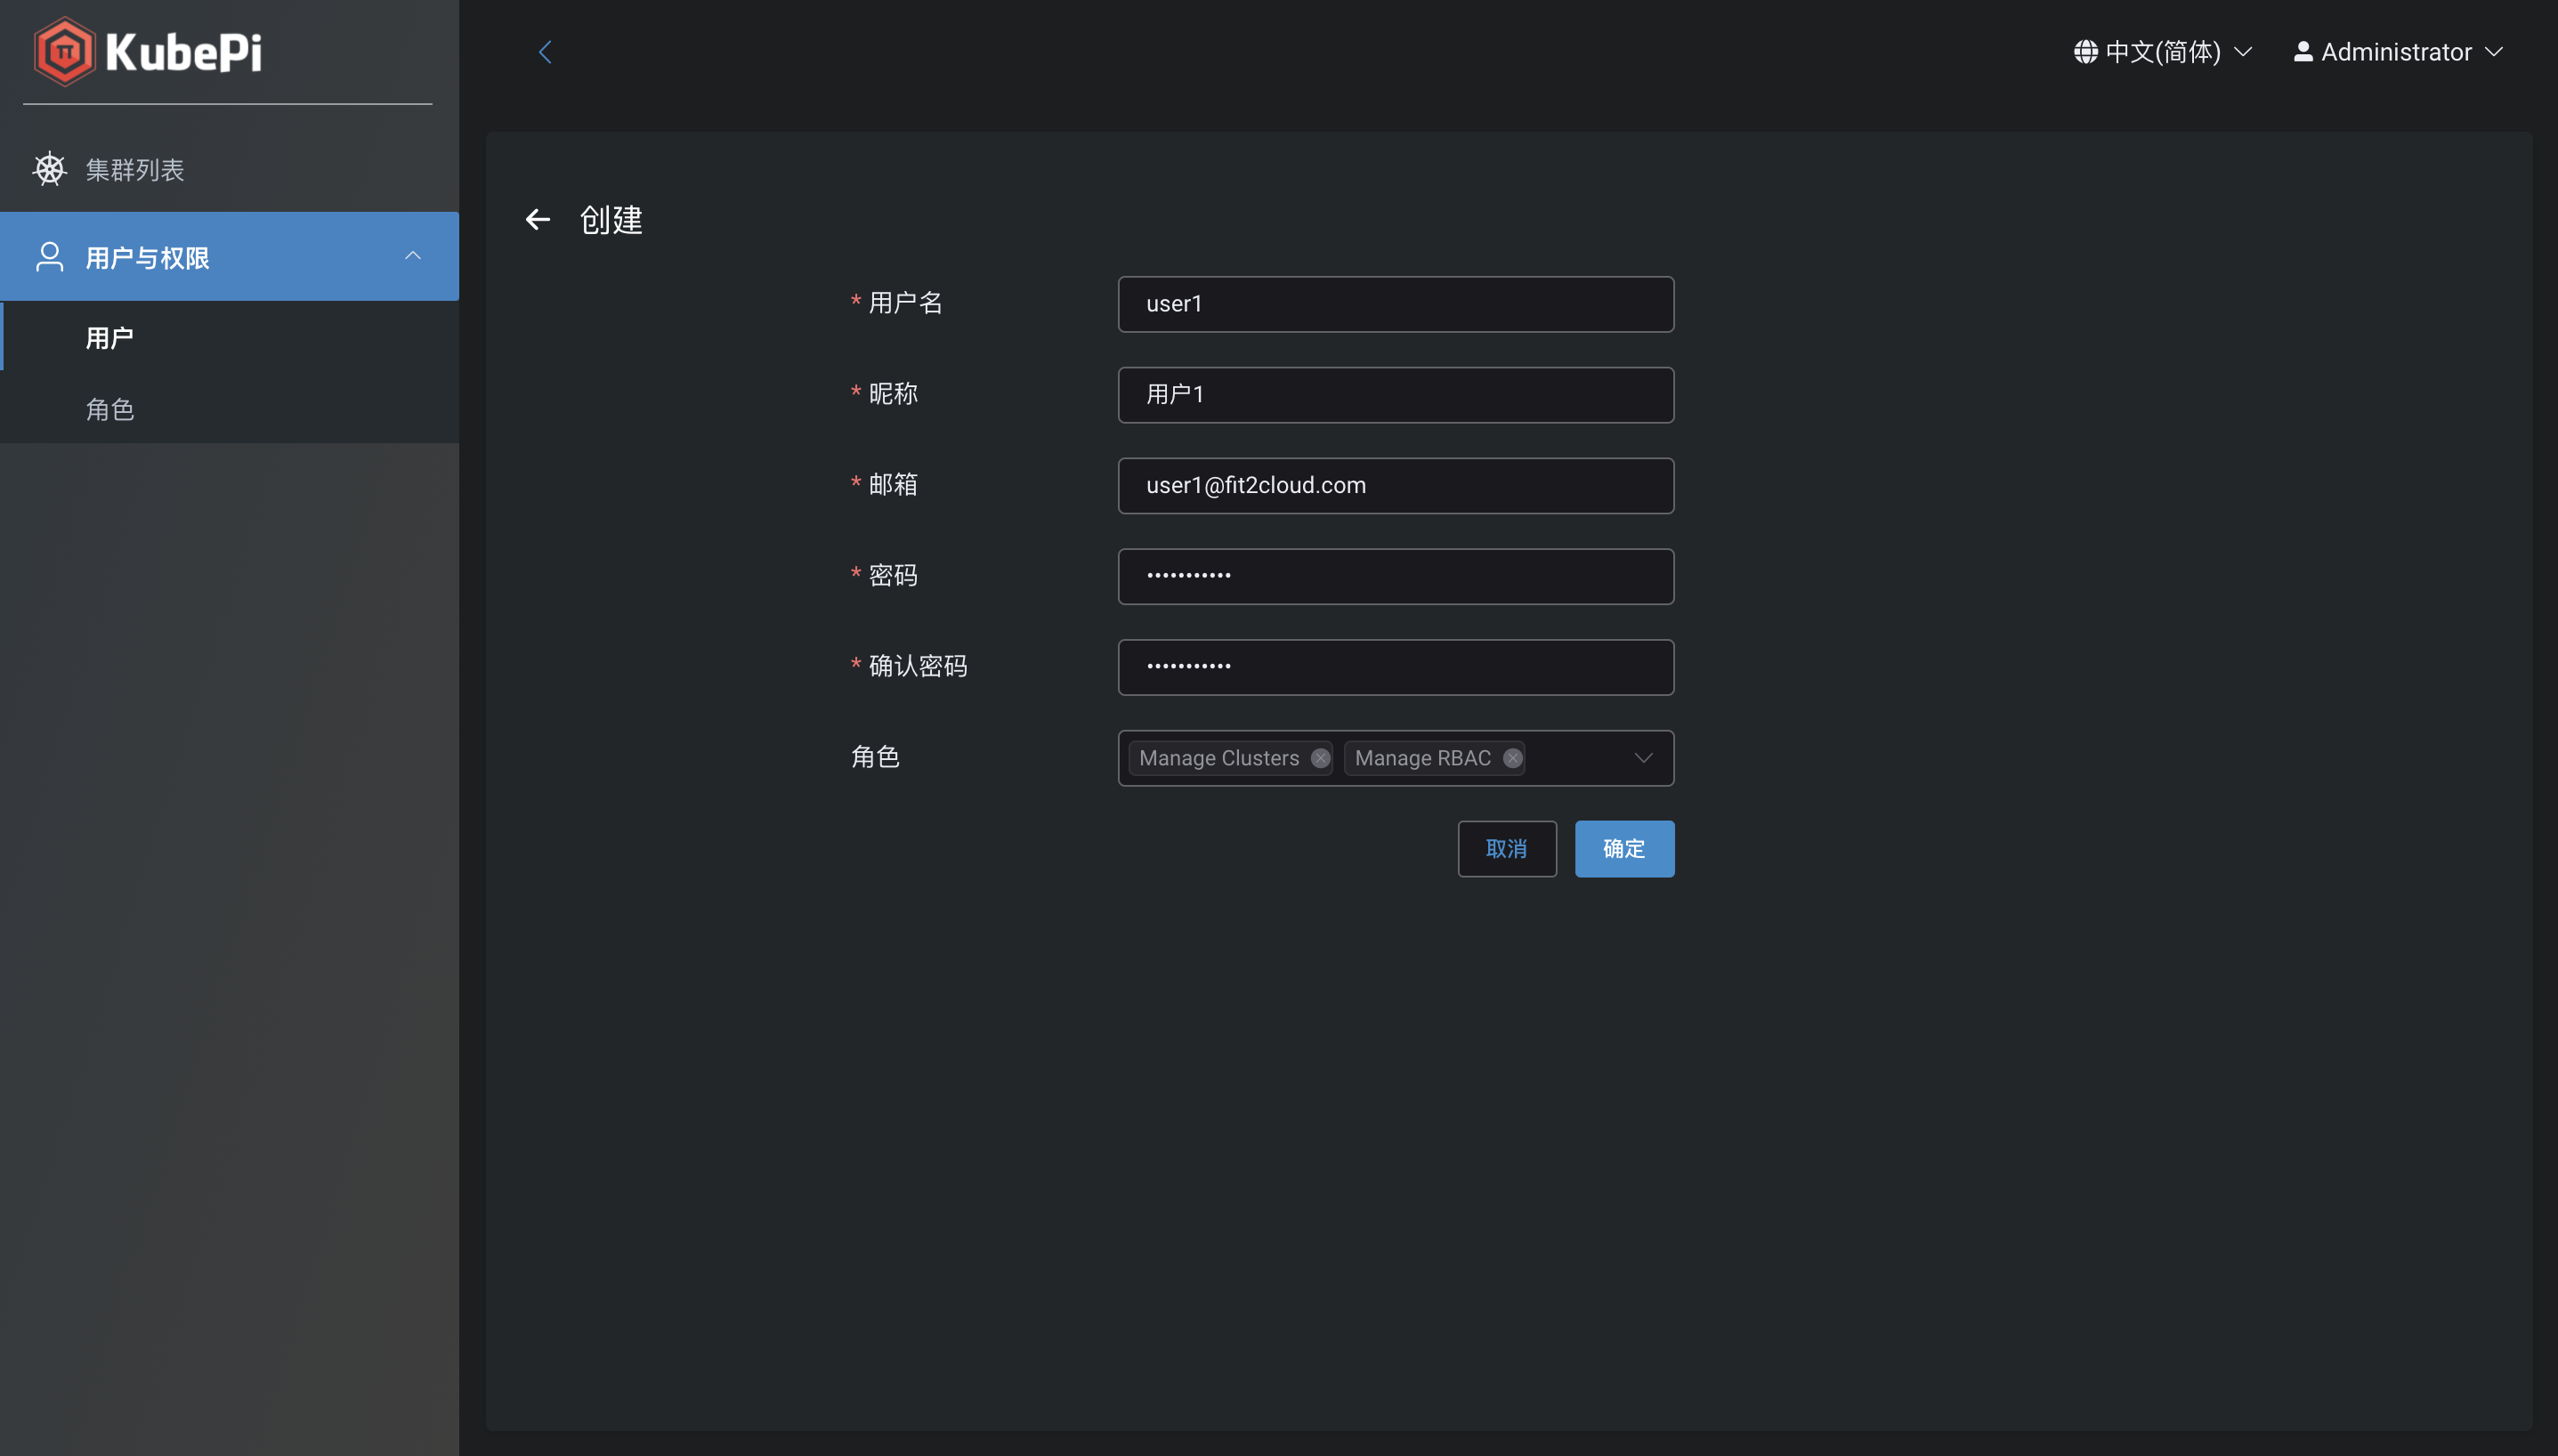 KubePi
中文(简体)
Administrator
集群列表
用户与权限
用户
角色
创建
* 用户名
user1
* 昵称
用户1
* 邮箱
user1@fit2cloud.com
* 密码
•••••••••••
* 确认密码
•••••••••••
角色
Manage Clusters
Manage RBAC
取消
确定